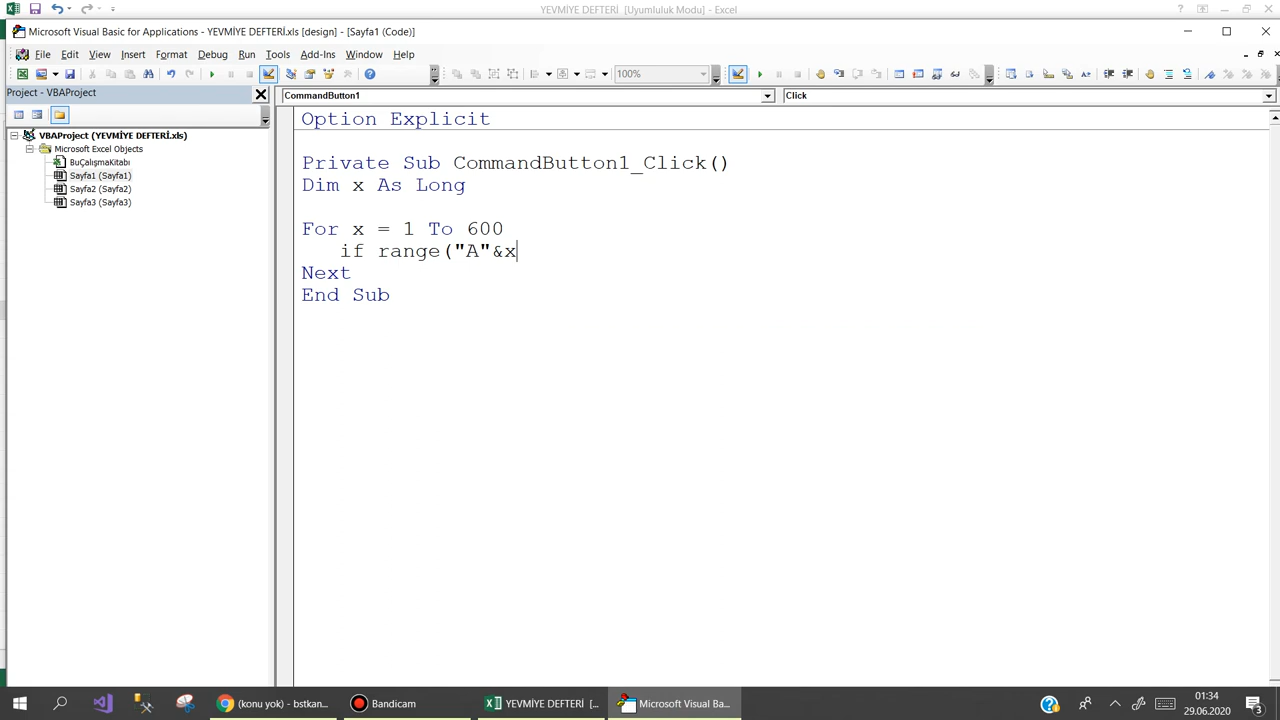 YEVMİYE DEFTERİ [Uyumluluk Modu] - Excel
Microsoft Visual Basic for Applications - YEVMİYE DEFTERİ.xls [design] - [Sayfa1 (Code)]
File Edit View Insert Format Debug Run Tools Add-Ins Window Help
100%
Project - VBAProject
CommandButton1
Click
VBAProject (YEVMİYE DEFTERİ.xls)
Microsoft Excel Objects
BuÇalışmaKitabı
Sayfa1 (Sayfa1)
Sayfa2 (Sayfa2)
Sayfa3 (Sayfa3)
Option Explicit
Private Sub CommandButton1_Click()
Dim x As Long
For x = 1 To 600
if range("A"&x
Next
End Sub
(konu yok) - bstkan...
Bandicam
YEVMİYE DEFTERİ [...
Microsoft Visual Ba...
01:34
29.06.2020
3